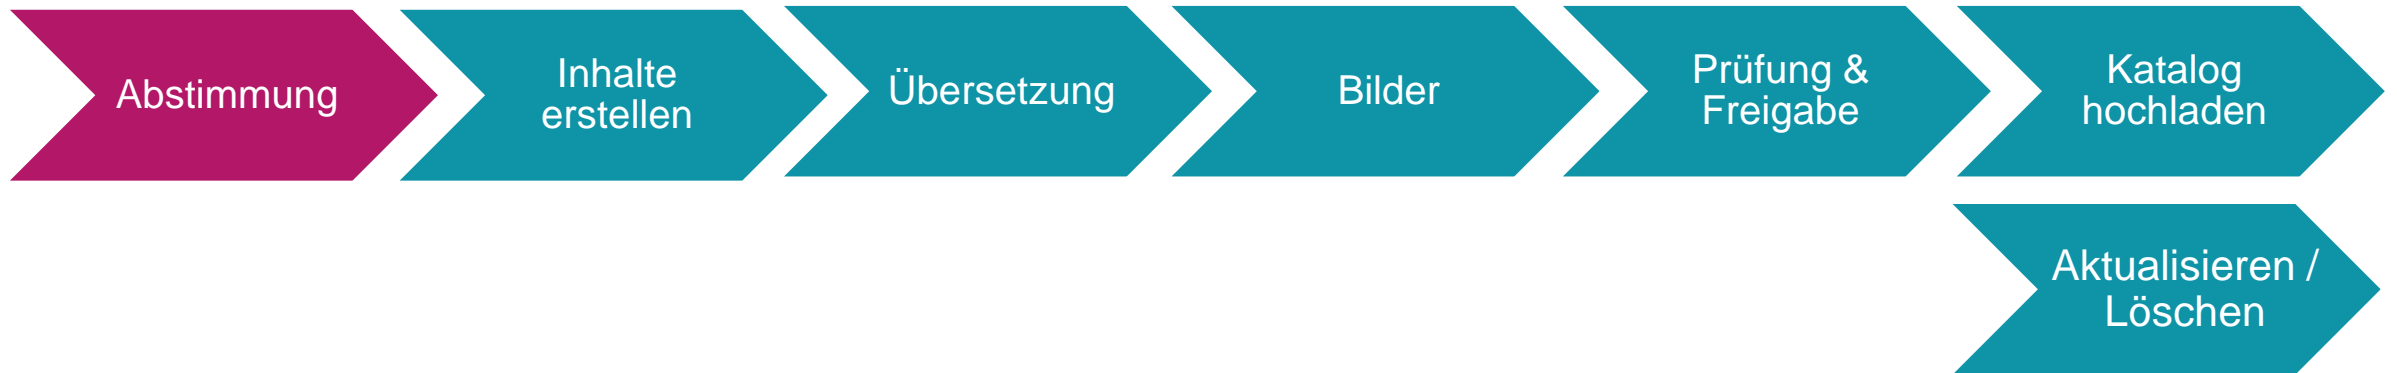 Abstimmung
Inhalte
erstellen
Übersetzung
Bilder
Prüfung &
Freigabe
Katalog
hochladen
Aktualisieren /
Löschen